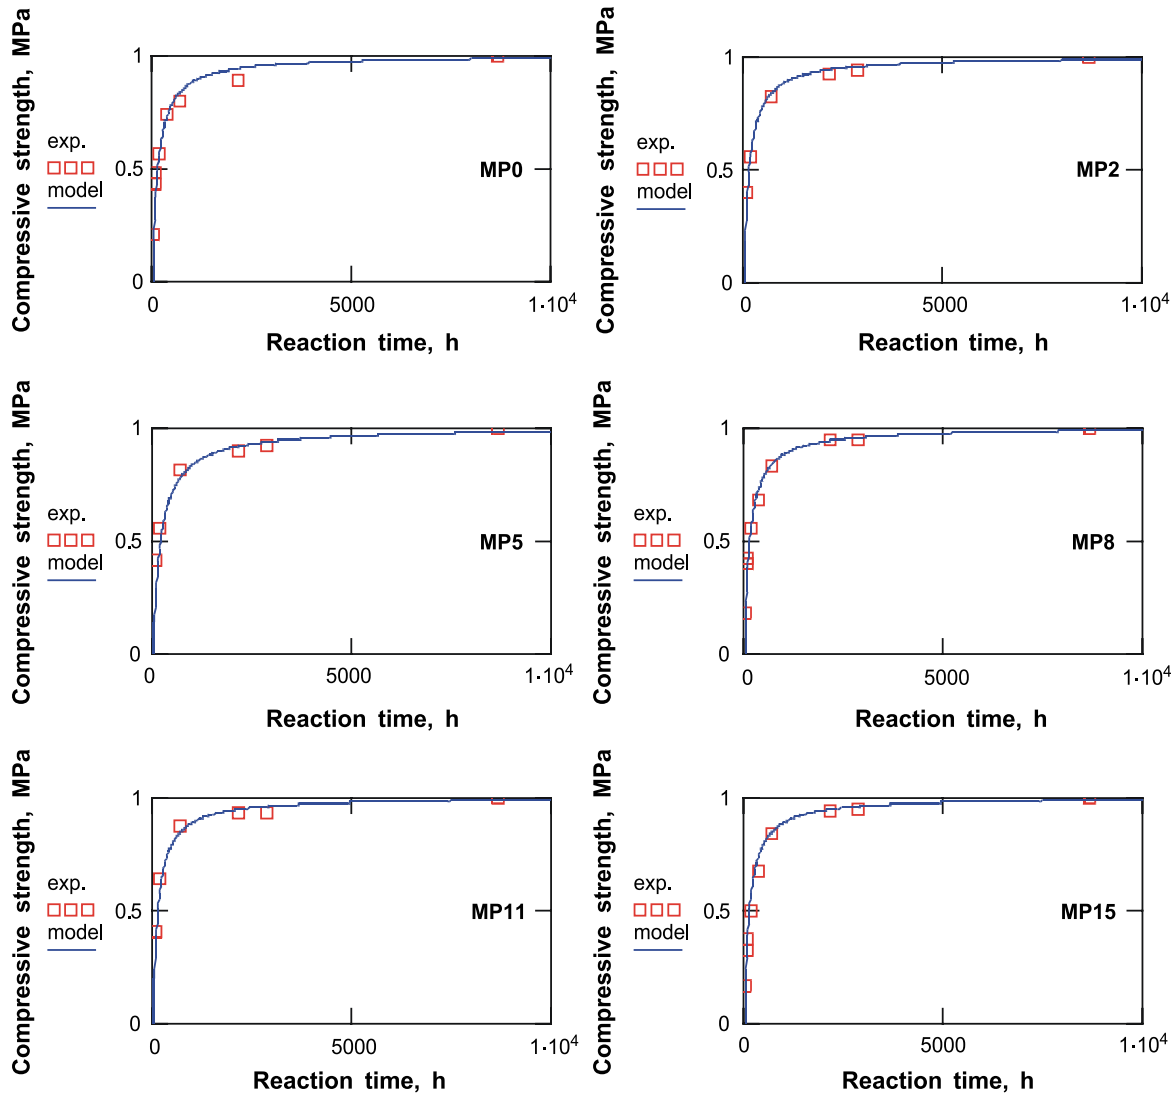 Compressive strength, MPa
1
exp.
0.5
model
MP0
0
0
5000
1·10⁴
Reaction time, h
Compressive strength, MPa
1
exp.
0.5
model
MP2
0
0
5000
1·10⁴
Reaction time, h
Compressive strength, MPa
1
exp.
0.5
model
MP5
0
0
5000
1·10⁴
Reaction time, h
Compressive strength, MPa
1
exp.
0.5
model
MP8
0
0
5000
1·10⁴
Reaction time, h
Compressive strength, MPa
1
exp.
0.5
model
MP11
0
0
5000
1·10⁴
Reaction time, h
Compressive strength, MPa
1
exp.
0.5
model
MP15
0
0
5000
1·10⁴
Reaction time, h